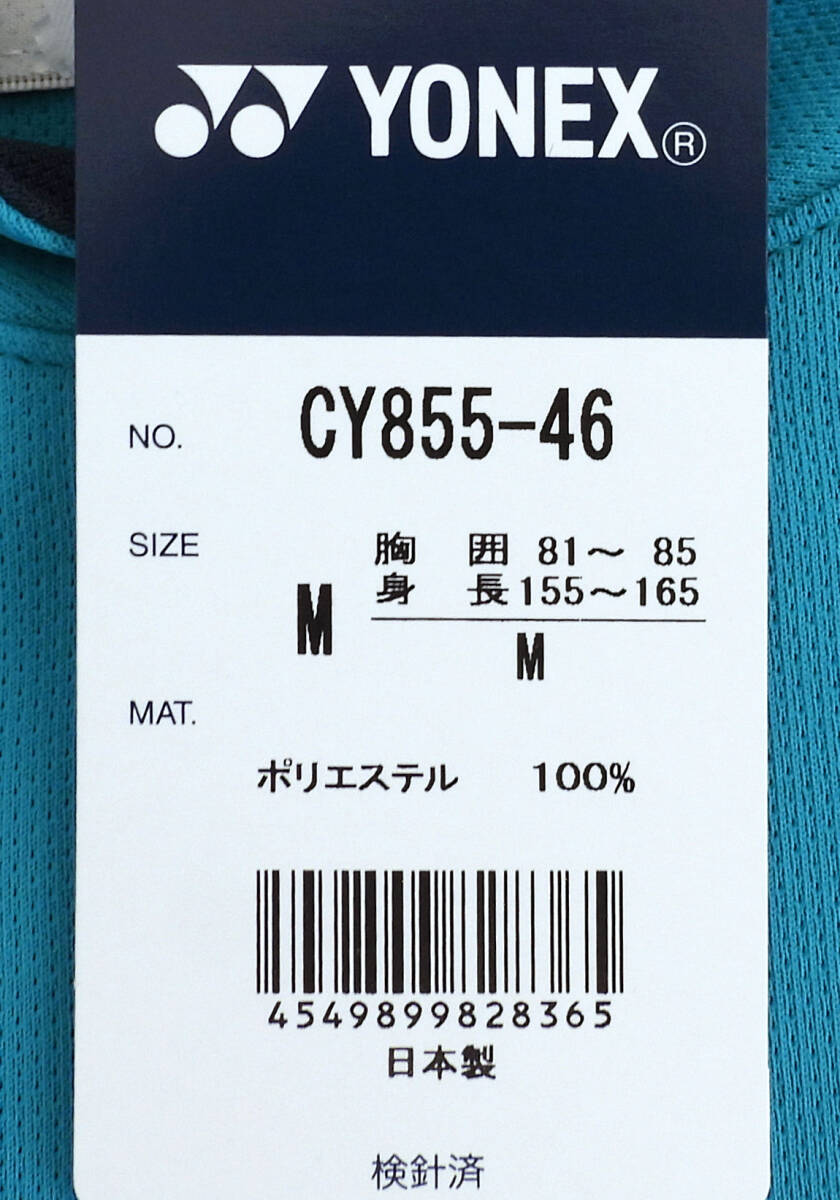 YONEX®
NO. CY855-46
SIZE M 胸囲 81～85
身長 155～165
M
MAT.
ポリエステル 100%
4549899828365
日本製
検針済